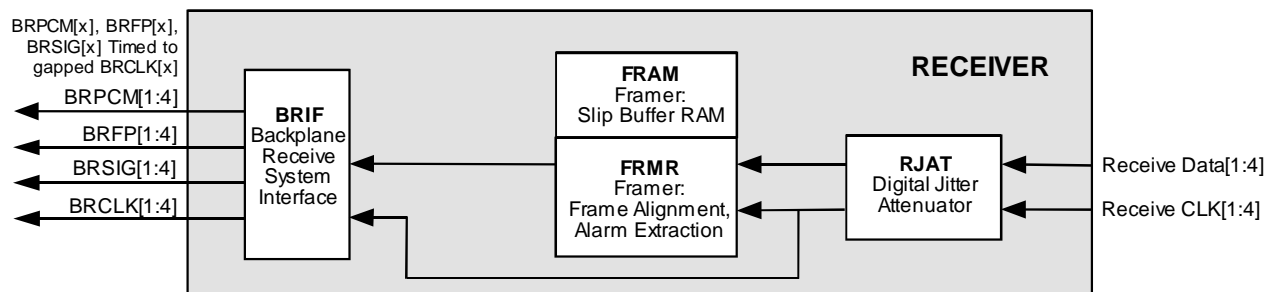 BRPCM[x], BRFP[x],
BRSIG[x] Timed to
gapped BRCLK[x]
BRPCM[1:4]
BRFP[1:4]
BRSIG[1:4]
BRCLK[1:4]
BRIF
Backplane
Receive
System
Interface
FRAM
Framer:
Slip Buffer RAM
FRMR
Framer:
Frame Alignment,
Alarm Extraction
RECEIVER
RJAT
Digital Jitter
Attenuator
Receive Data[1:4]
Receive CLK[1:4]